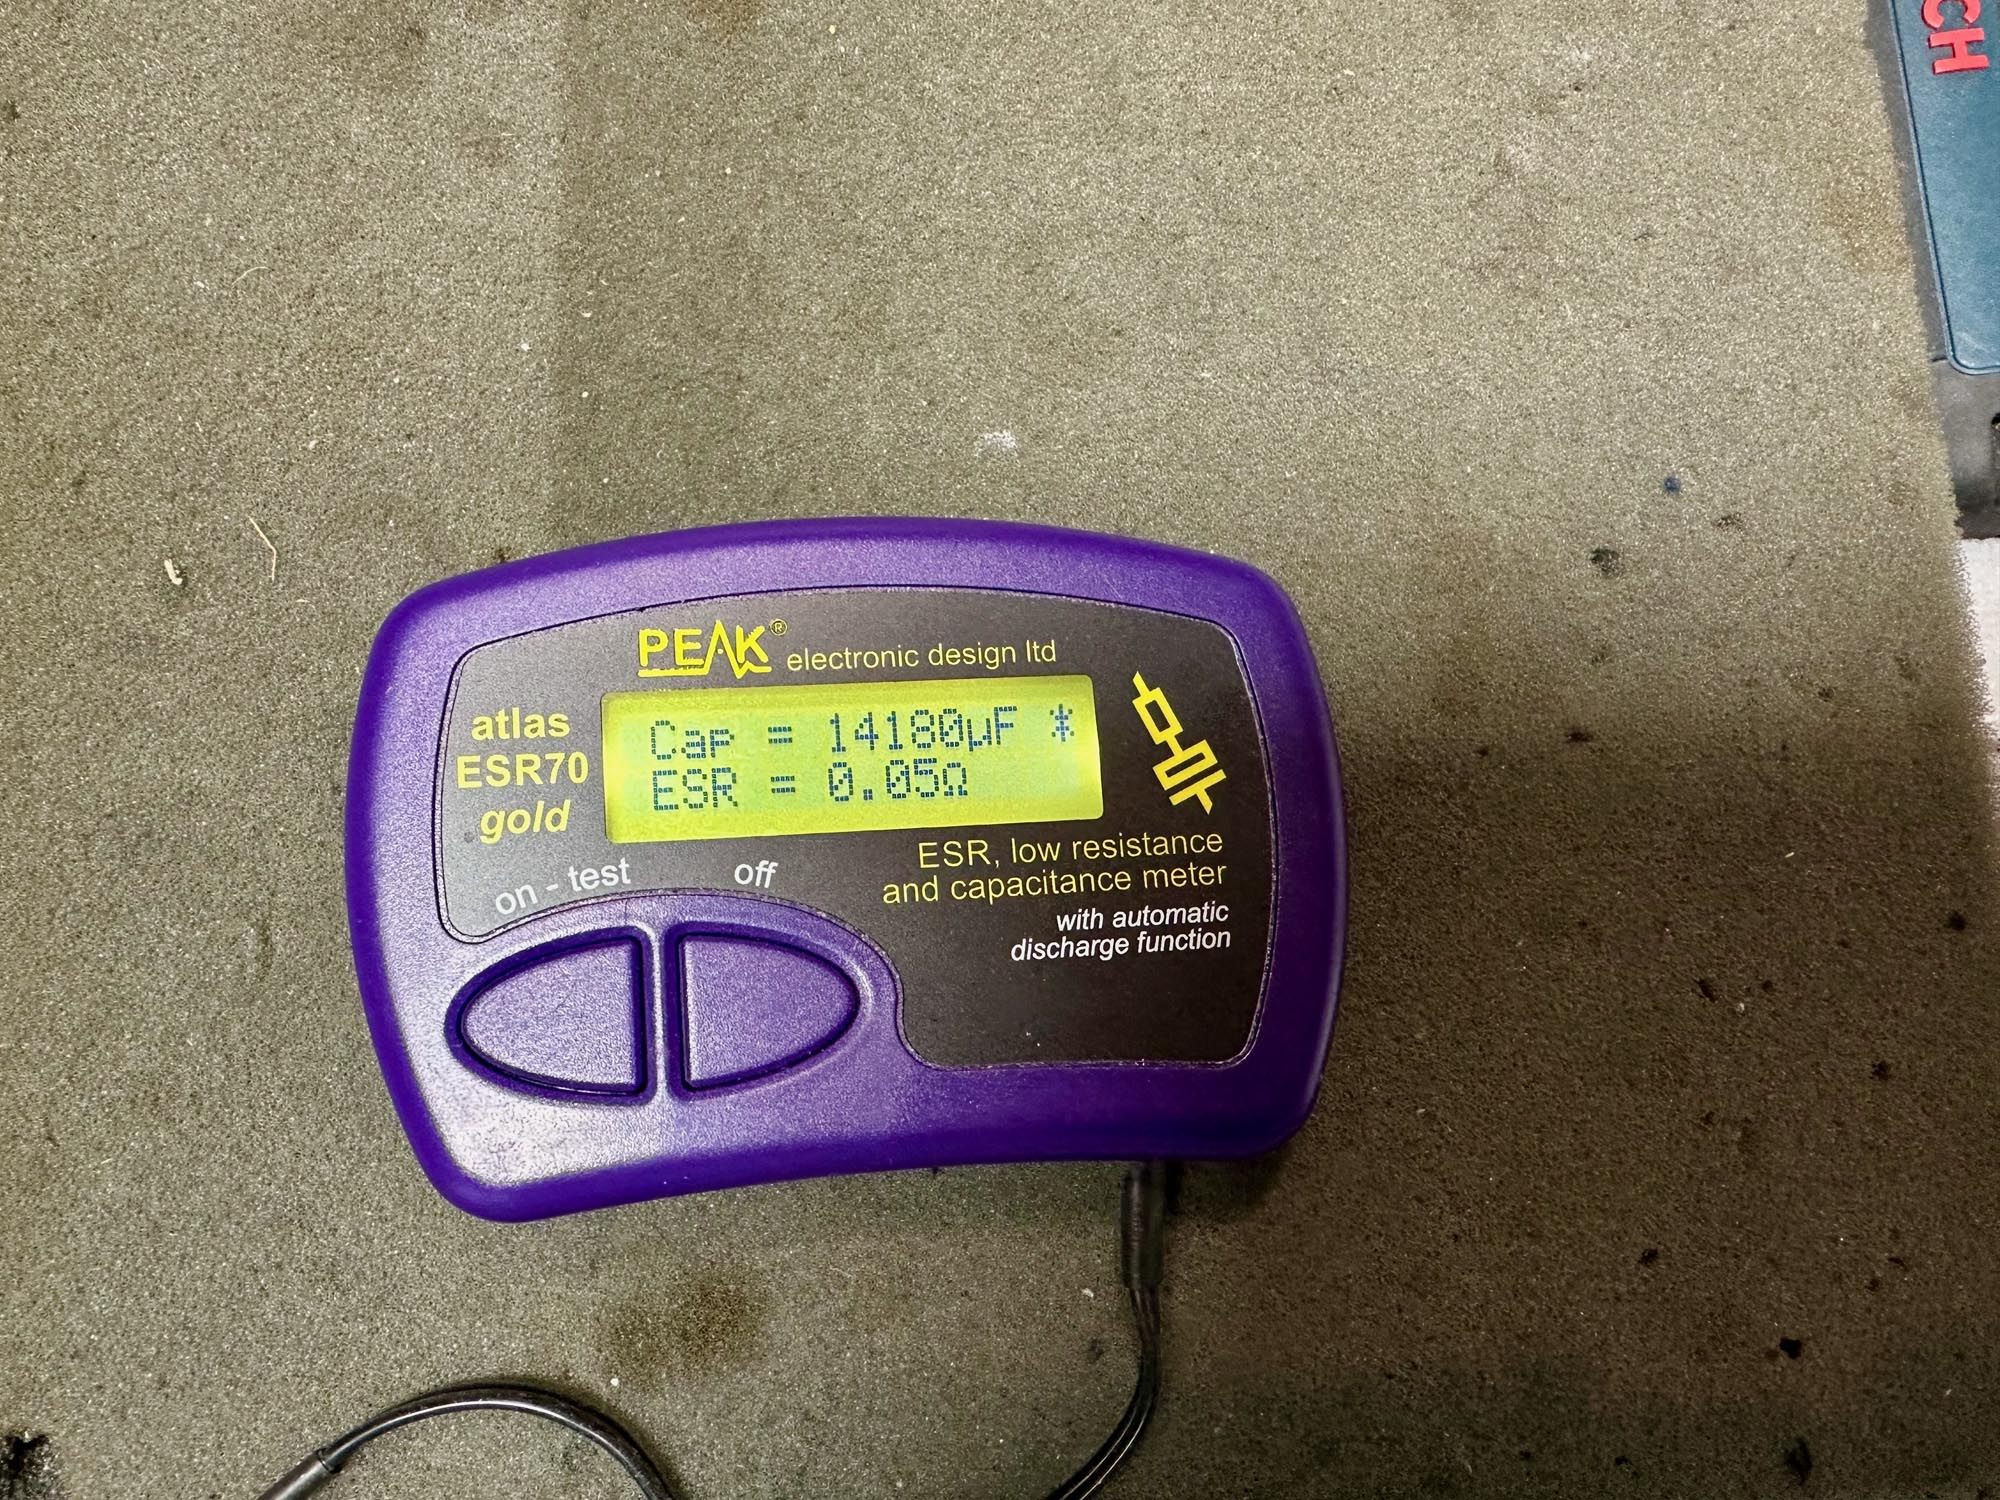 CH
PEAK® electronic design ltd
atlas
ESR70
gold
Cap = 14180µF *
ESR = 0.05Ω
on - test
off
ESR, low resistance
and capacitance meter
with automatic
discharge function